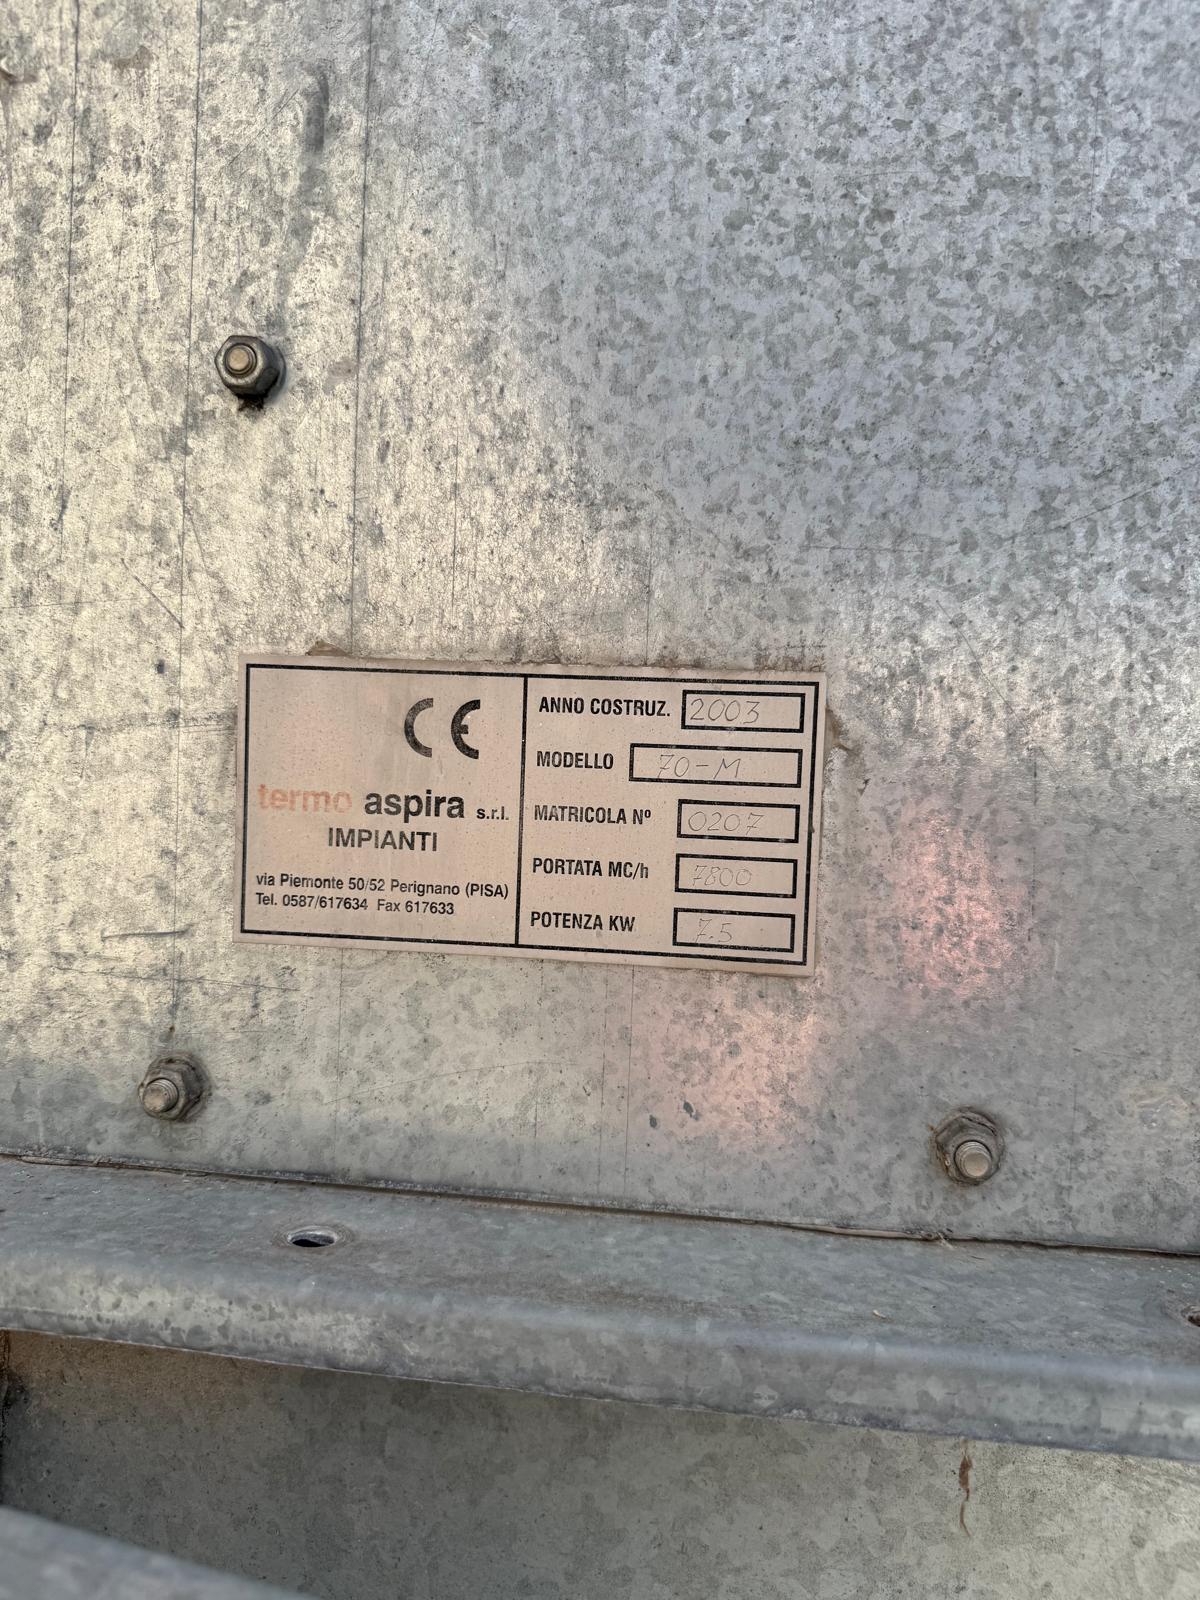 CE
termo aspira s.r.l.
IMPIANTI
via Piemonte 50/52 Perignano (PISA)
Tel. 0587/617634 Fax 617633
ANNO COSTRUZ. 2003
MODELLO 70-M
MATRICOLA Nº 0207
PORTATA MC/h 7800
POTENZA KW 7.5